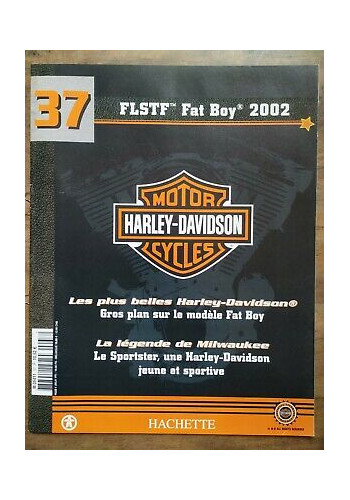 37
FLSTF™ Fat Boy® 2002
MOTOR
HARLEY-DAVIDSON
CYCLES
Les plus belles Harley-Davidson®
Gros plan sur le modèle Fat Boy
La légende de Milwaukee
Le Sportster, une Harley-Davidson
jeune et sportive
HACHETTE